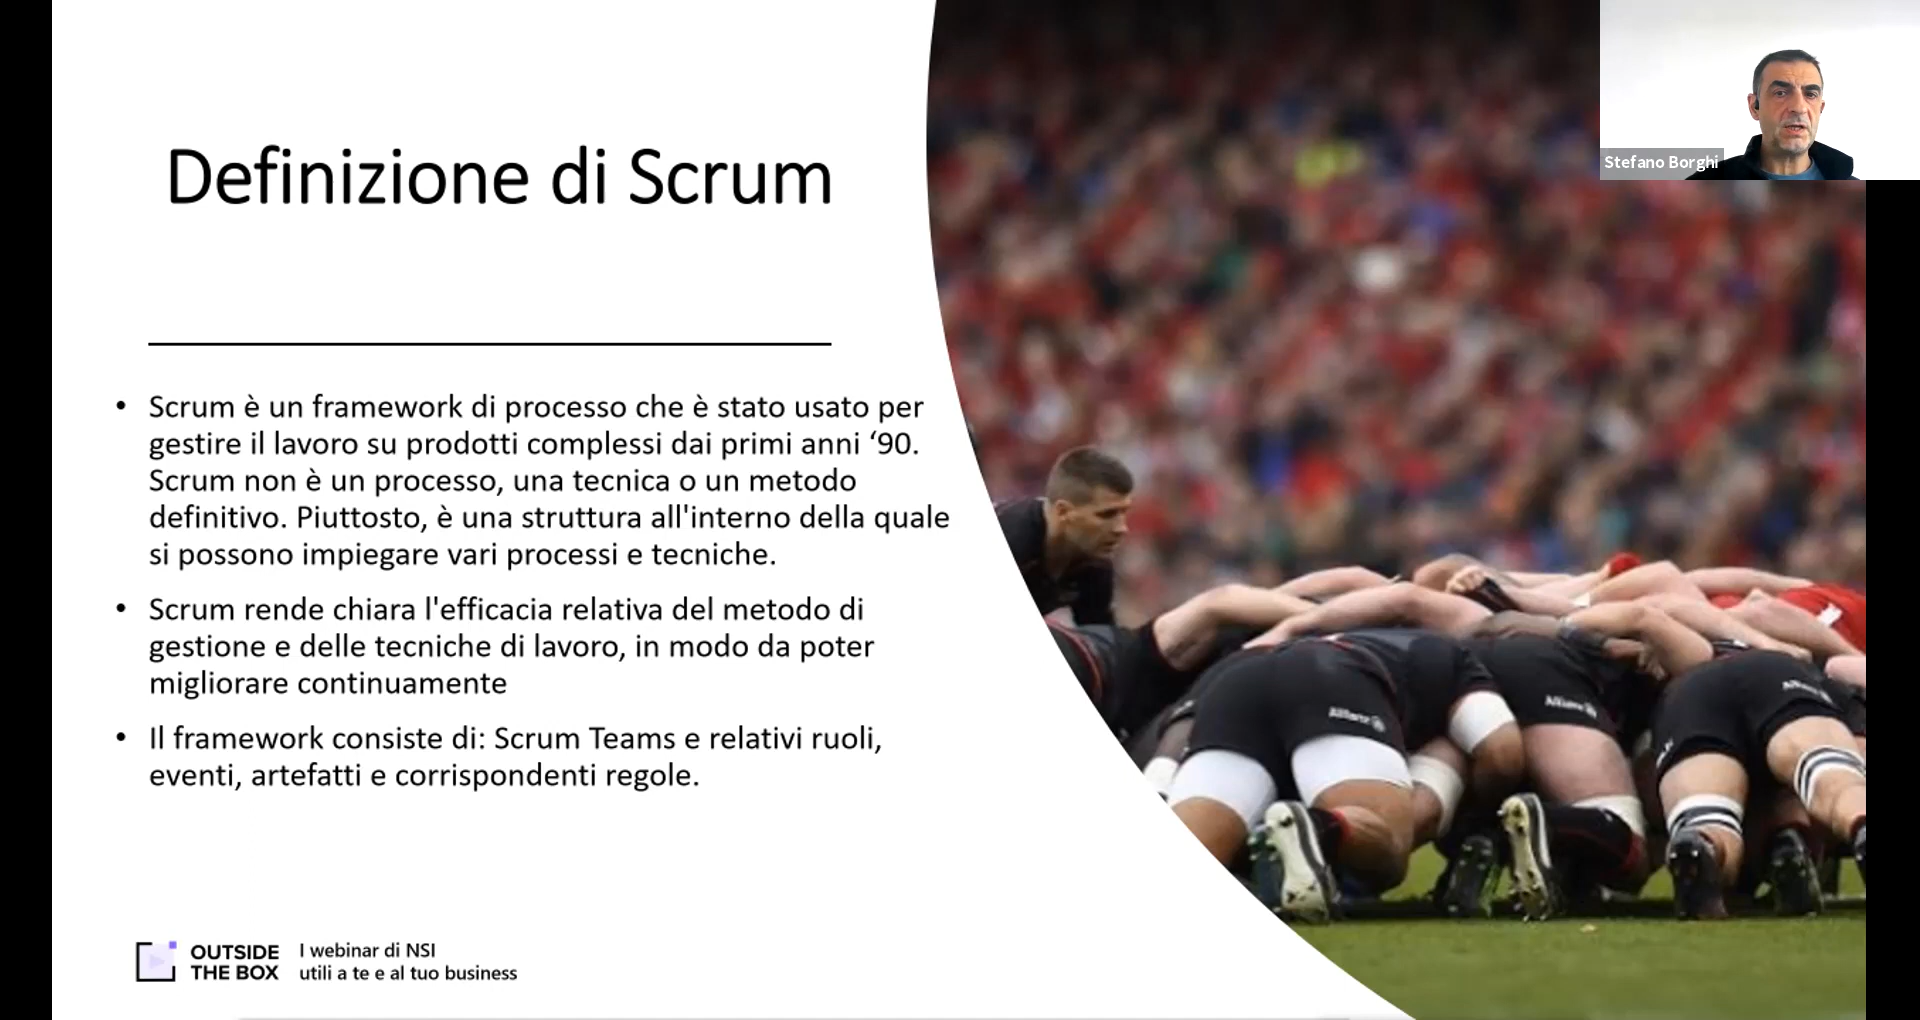 Definizione di Scrum
Stefano Borghi
• Scrum è un framework di processo che è stato usato per
gestire il lavoro su prodotti complessi dai primi anni ‘90.
Scrum non è un processo, una tecnica o un metodo
definitivo. Piuttosto, è una struttura all'interno della quale
si possono impiegare vari processi e tecniche.
• Scrum rende chiara l'efficacia relativa del metodo di
gestione e delle tecniche di lavoro, in modo da poter
migliorare continuamente
• Il framework consiste di: Scrum Teams e relativi ruoli,
eventi, artefatti e corrispondenti regole.
Allianz
Allianz
Allianz
OUTSIDE
THE BOX
I webinar di NSI
utili a te e al tuo business